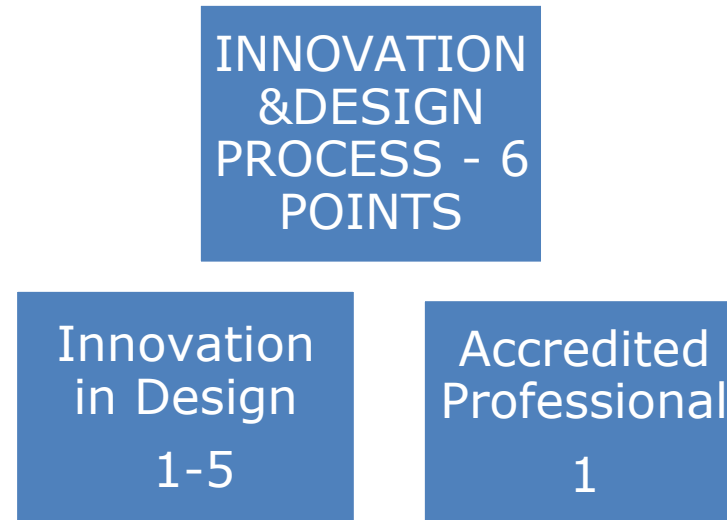 INNOVATION
&DESIGN
PROCESS - 6
POINTS
Innovation
in Design
1-5
Accredited
Professional
1